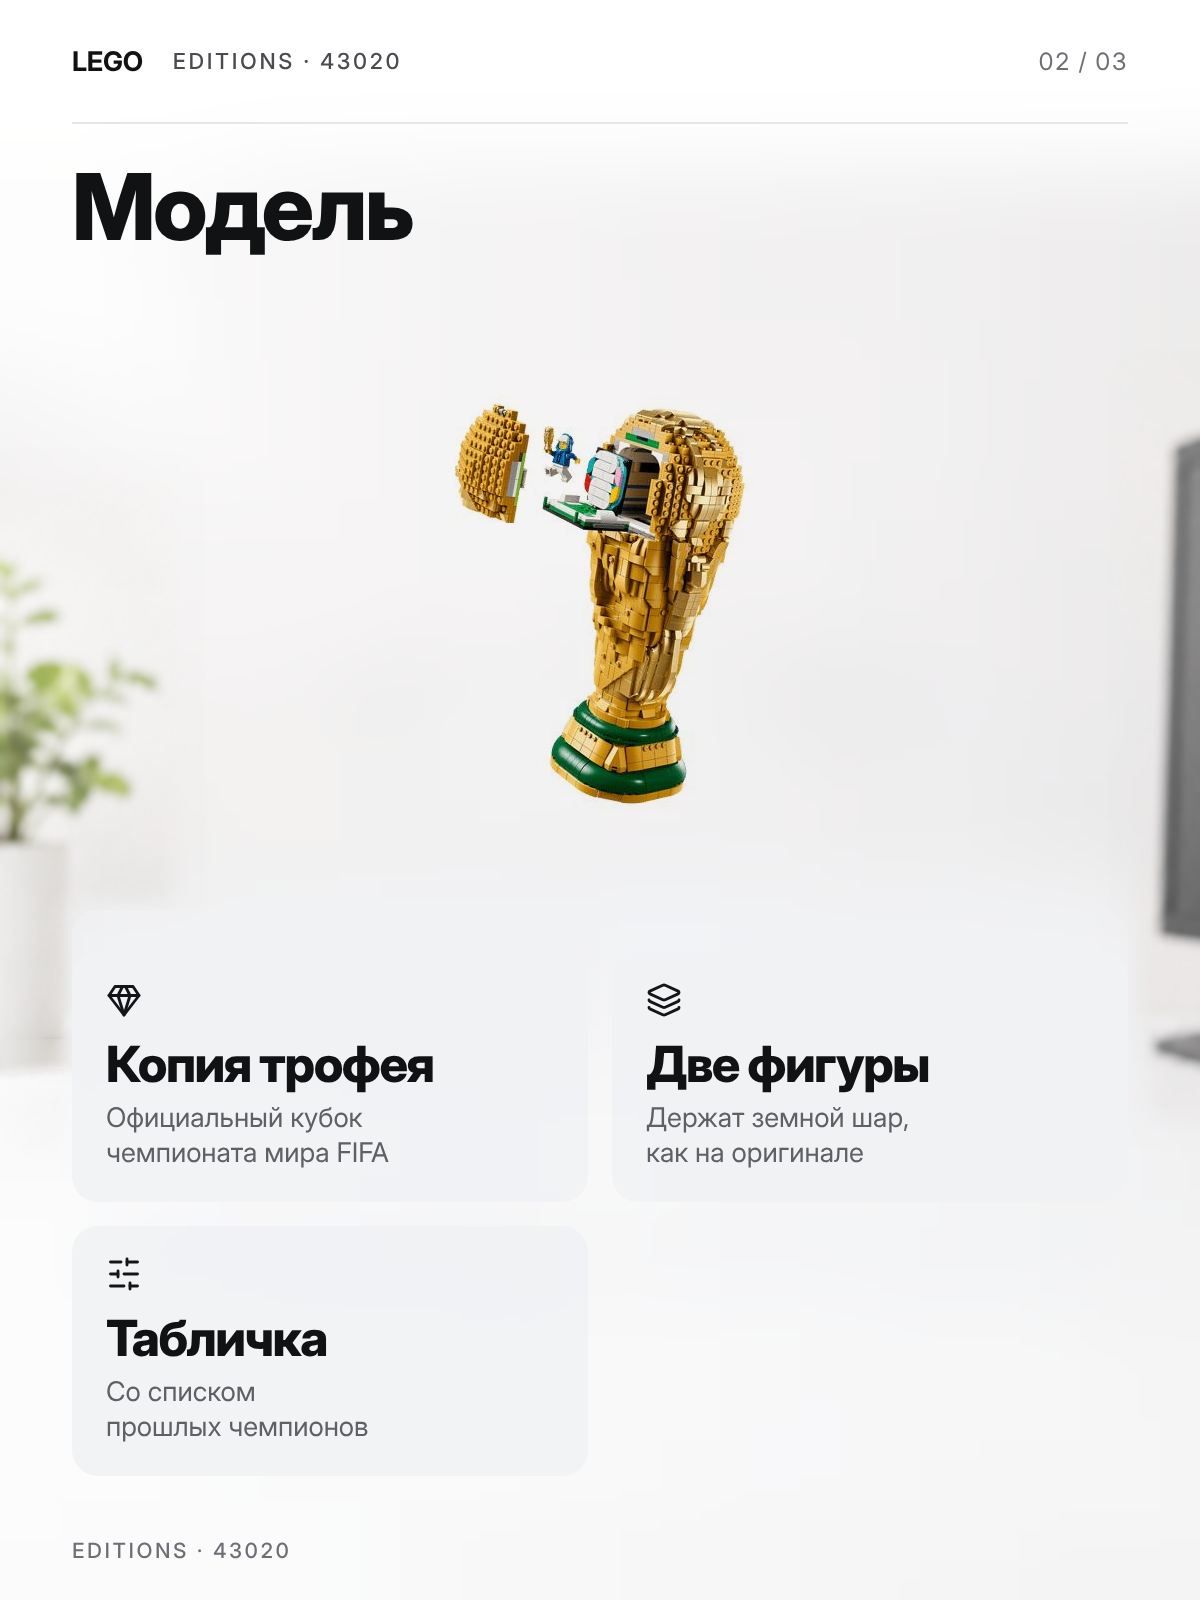 LEGO EDITIONS · 43020
02 / 03
Модель
Копия трофея
Официальный кубок
чемпионата мира FIFA
Две фигуры
Держат земной шар,
как на оригинале
Табличка
Со списком
прошлых чемпионов
EDITIONS · 43020